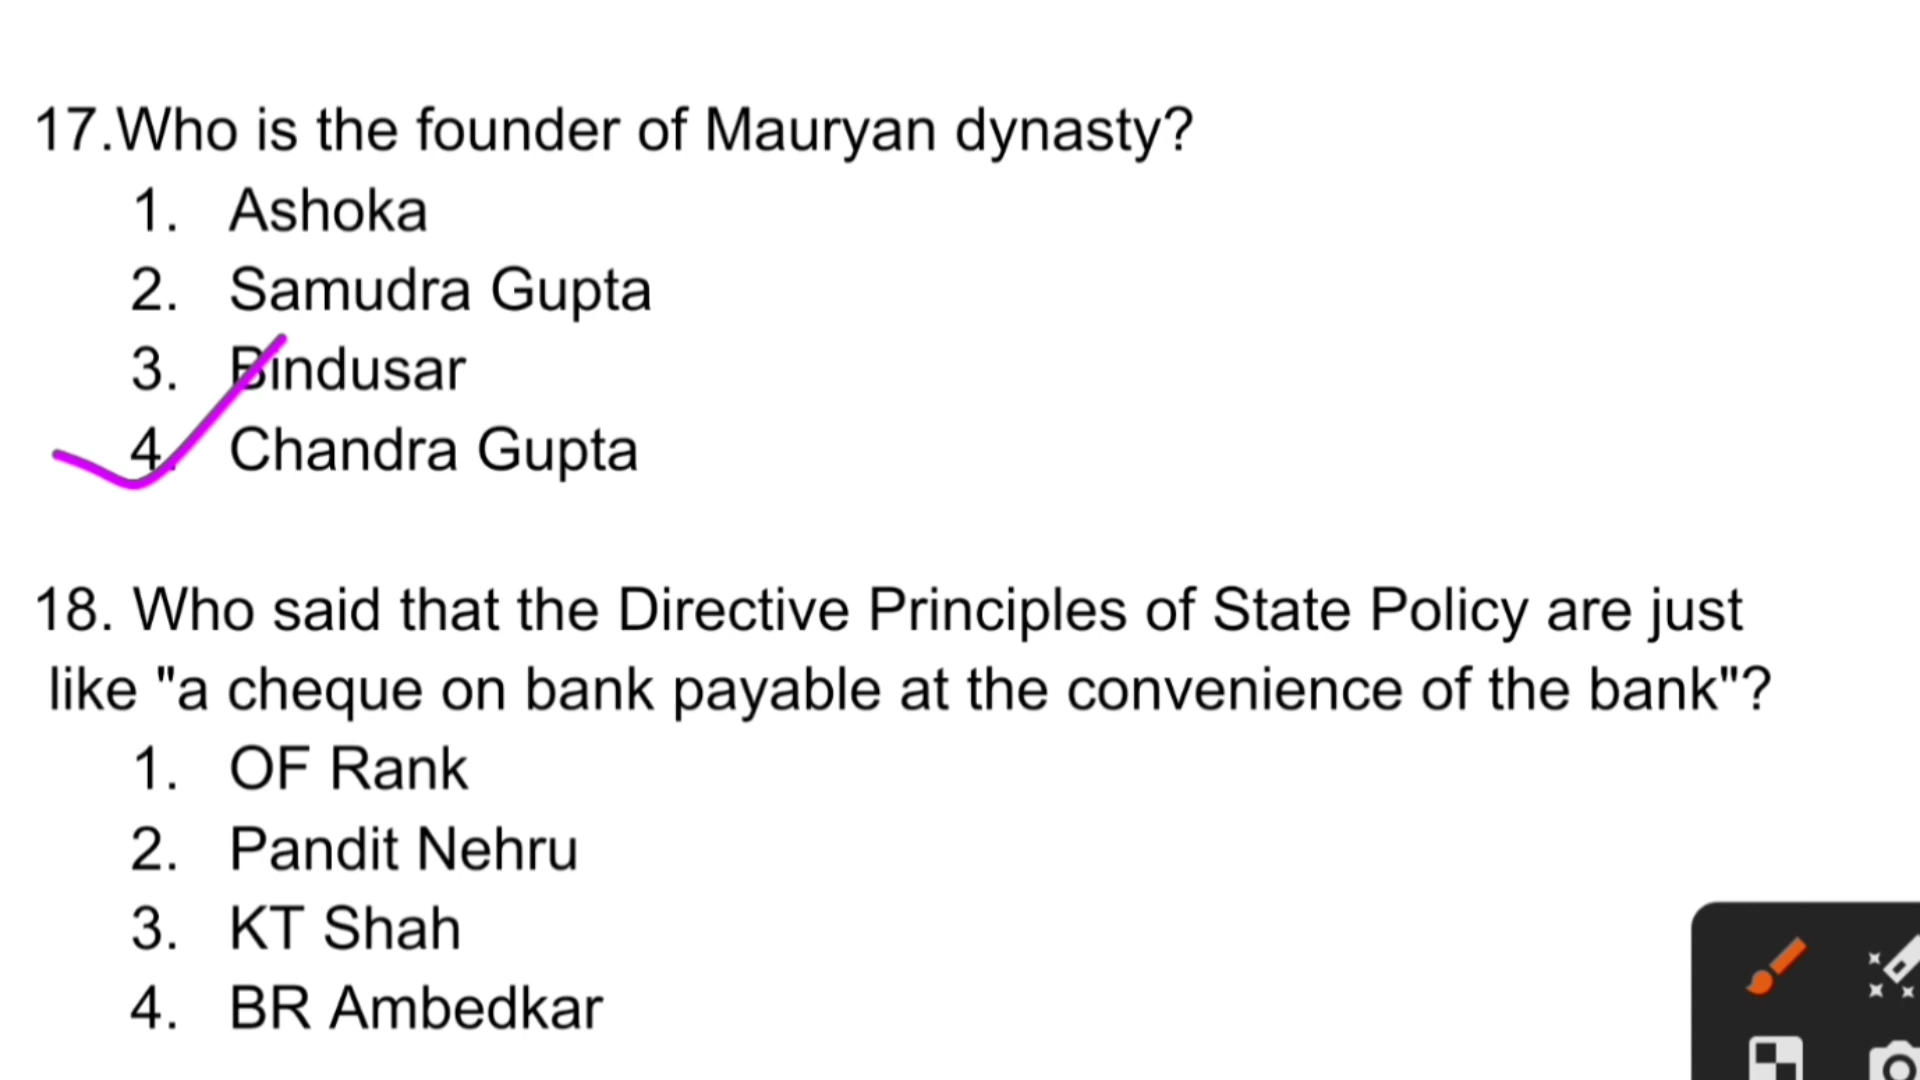 17.Who is the founder of Mauryan dynasty?
1. Ashoka
2. Samudra Gupta
3. Bindusar
4. Chandra Gupta
18. Who said that the Directive Principles of State Policy are just
like "a cheque on bank payable at the convenience of the bank"?
1. OF Rank
2. Pandit Nehru
3. KT Shah
4. BR Ambedkar